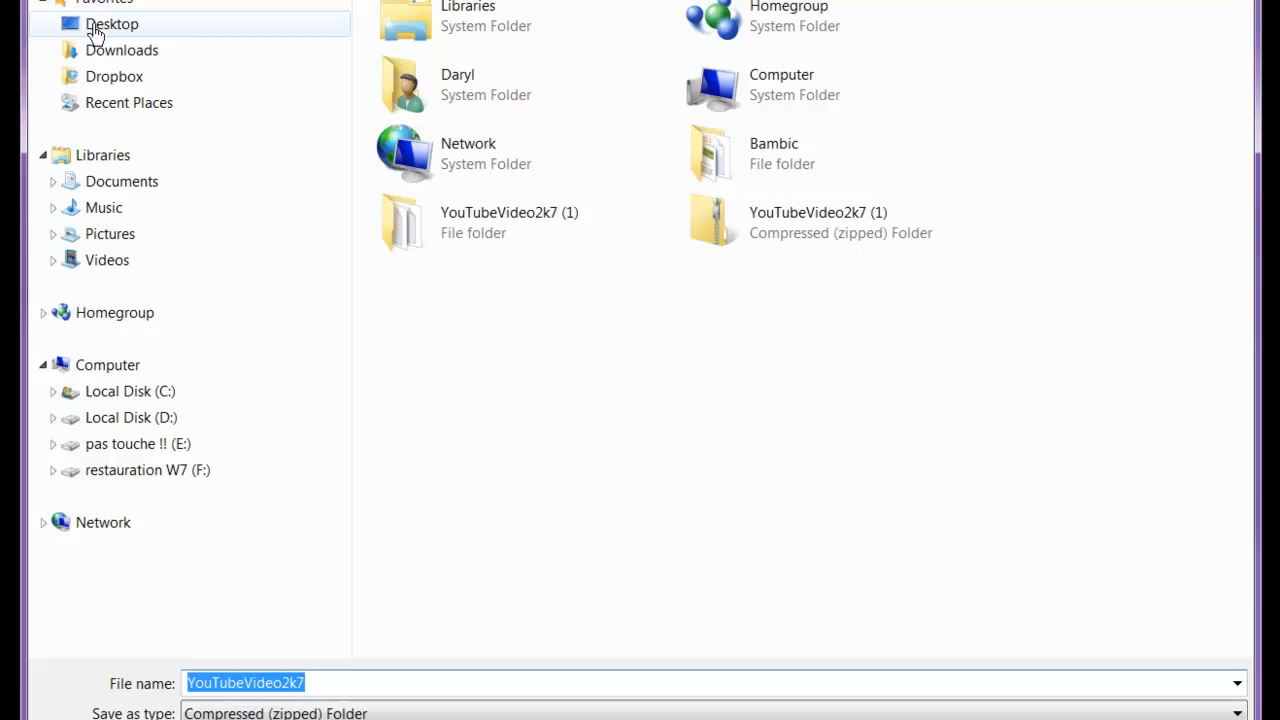 Favorites
Desktop
Downloads
Dropbox
Recent Places
Libraries
Documents
Music
Pictures
Videos
Homegroup
Computer
Local Disk (C:)
Local Disk (D:)
pas touche !! (E:)
restauration W7 (F:)
Network
Libraries
System Folder
Homegroup
System Folder
Daryl
System Folder
Computer
System Folder
Network
System Folder
Bambic
File folder
YouTubeVideo2k7 (1)
File folder
YouTubeVideo2k7 (1)
Compressed (zipped) Folder
File name: YouTubeVideo2k7
Save as type: Compressed (zipped) Folder